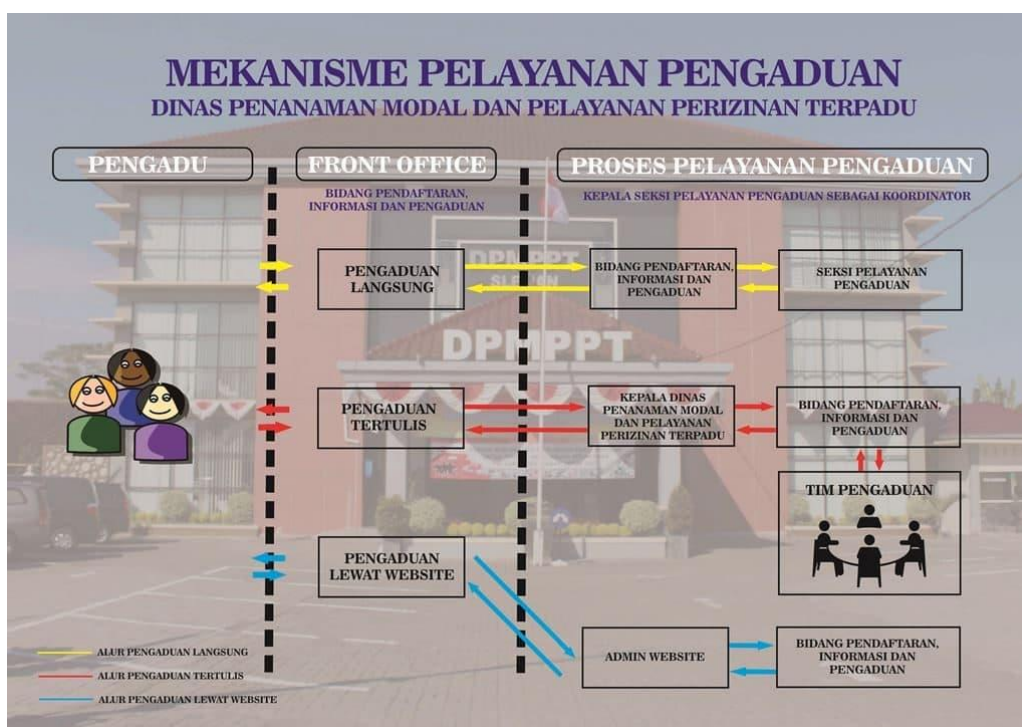 MEKANISME PELAYANAN PENGADUAN
DINAS PENANAMAN MODAL DAN PELAYANAN PERIZINAN TERPADU
PENGADU
FRONT OFFICE
PROSES PELAYANAN PENGADUAN
BIDANG PENDAFTARAN,
INFORMASI DAN PENGADUAN
KEPALA SEKSI PELAYANAN PENGADUAN SEBAGAI KOORDINATOR
PENGADUAN
LANGSUNG
DPMPPT
BIDANG PENDAFTARAN,
INFORMASI DAN
PENGADUAN
SEKSI PELAYANAN
PENGADUAN
DPMPPT
PENGADUAN
TERTULIS
KEPALA DINAS
PENANAMAN MODAL
DAN PELAYANAN
PERIZINAN TERPADU
BIDANG PENDAFTARAN,
INFORMASI DAN
PENGADUAN
TIM PENGADUAN
PENGADUAN
LEWAT WEBSITE
ADMIN WEBSITE
BIDANG PENDAFTARAN,
INFORMASI DAN
PENGADUAN
ALUR PENGADUAN LANGSUNG
ALUR PENGADUAN TERTULIS
ALUR PENGADUAN LEWAT WEBSITE